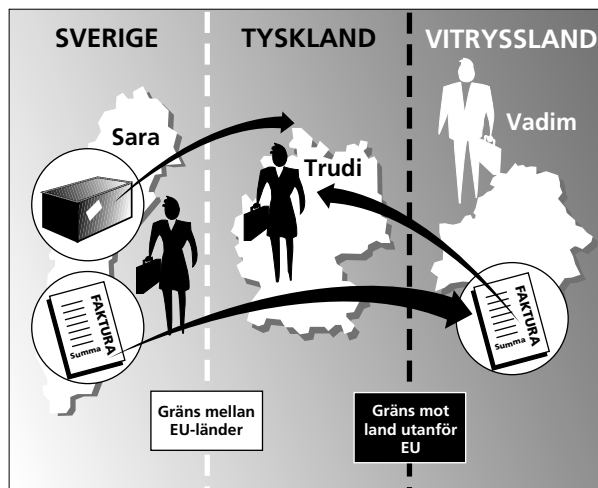 SVERIGE
TYSKLAND
VITRYSSLAND
Sara
Trudi
Vadim
FAKTURA
Summa
FAKTURA
Summa
Gräns mellan
EU-länder
Gräns mot
land utanför
EU